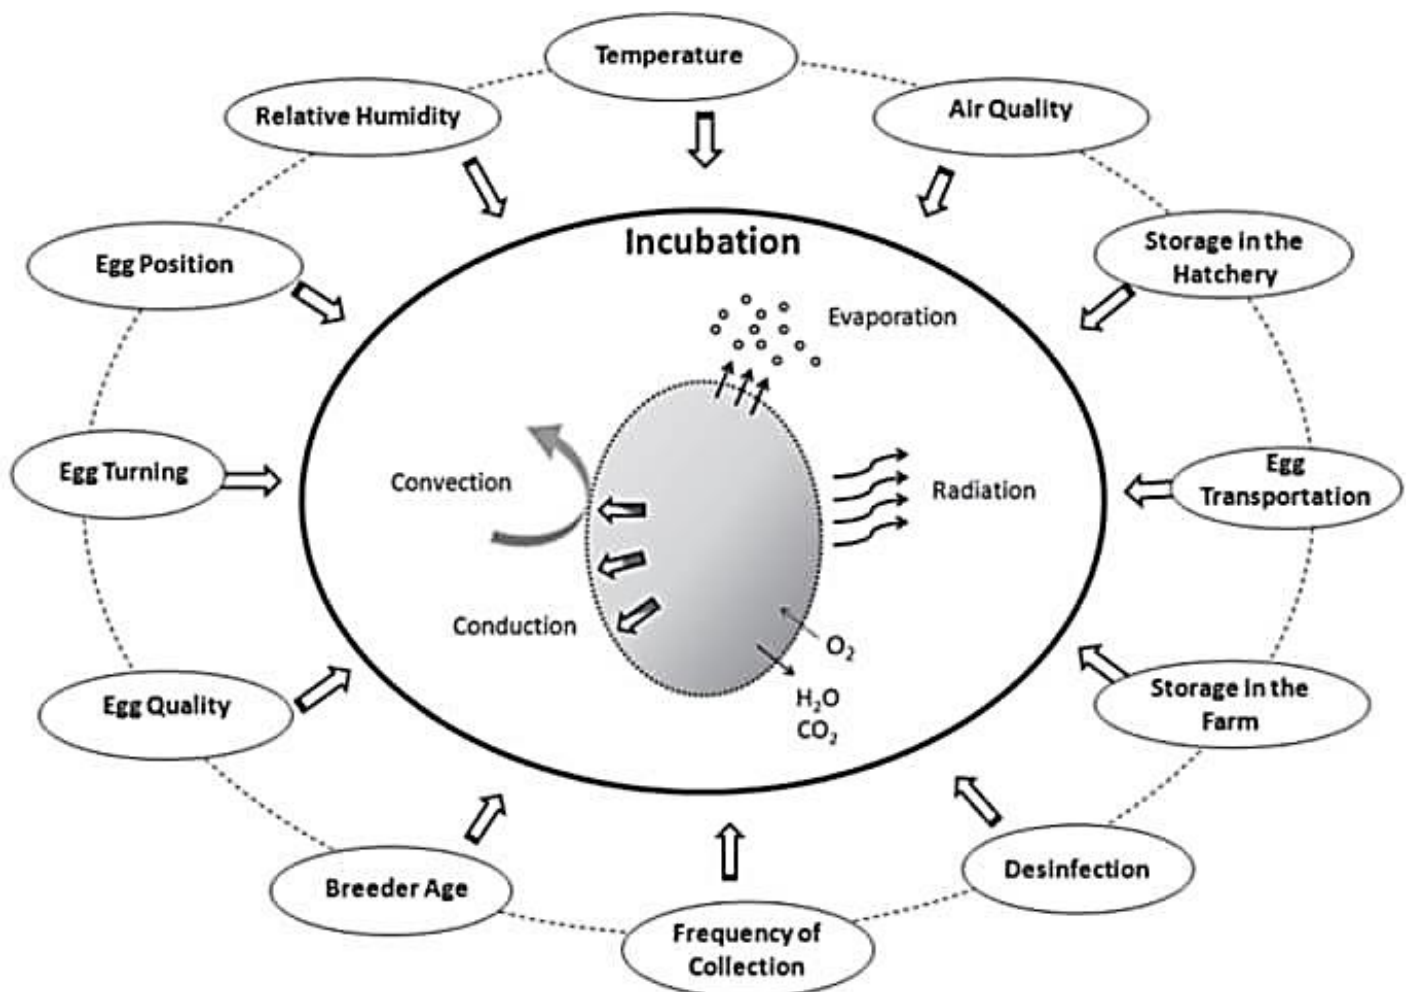 Temperature
Relative Humidity
Air Quality
Egg Position
Storage in the
Hatchery
Incubation
Evaporation
Egg Turning
Convection
Radiation
Egg
Transportation
Conduction
O₂
H₂O
CO₂
Egg Quality
Storage in the
Farm
Breeder Age
Desinfection
Frequency of
Collection